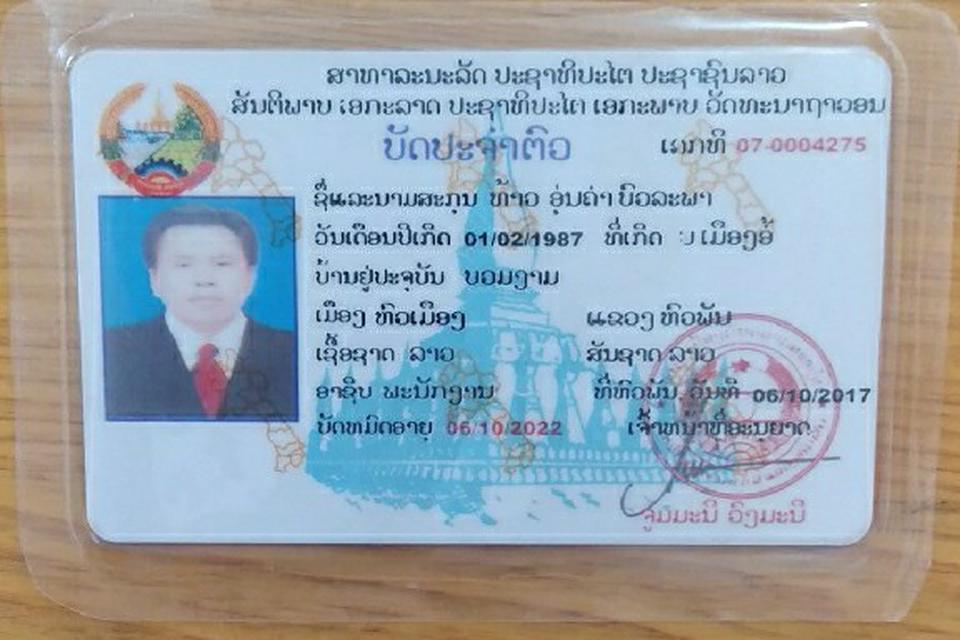 ສາທາລະນະລັດ ປະຊາທິປະໄຕ ປະຊາຊົນລາວ
ສັນຕິພາບ ເອກະລາດ ປະຊາທິປະໄຕ ເອກະພາບ ວັດທະນາຖາວອນ
ບັດປະຈຳຕົວ ເລກທີ 07-0004275
ຊື່ແລະນາມສະກຸນ ທ້າວ ອຸ່ນຄຳ ບົວລະພາ
ວັນເດືອນປີເກີດ 01/02/1987 ທີ່ເກີດ ເມືອງອໍ້
ບ້ານຢູ່ປະຈຸບັນ ບອມງາມ
ເມືອງ ຫົວເມືອງ ແຂວງ ຫົວພັນ
ເຊື້ອຊາດ ລາວ ສັນຊາດ ລາວ
ອາຊີບ ພະນັກງານ ທີ່ຫົວພັນ, ວັນທີ 06/10/2017
ບັດຫມົດອາຍຸ 06/10/2022 ເຈົ້າຫນ້າທີ່ອະນຸຍາດ
ຈູມມະນີ ວົງມະນີ